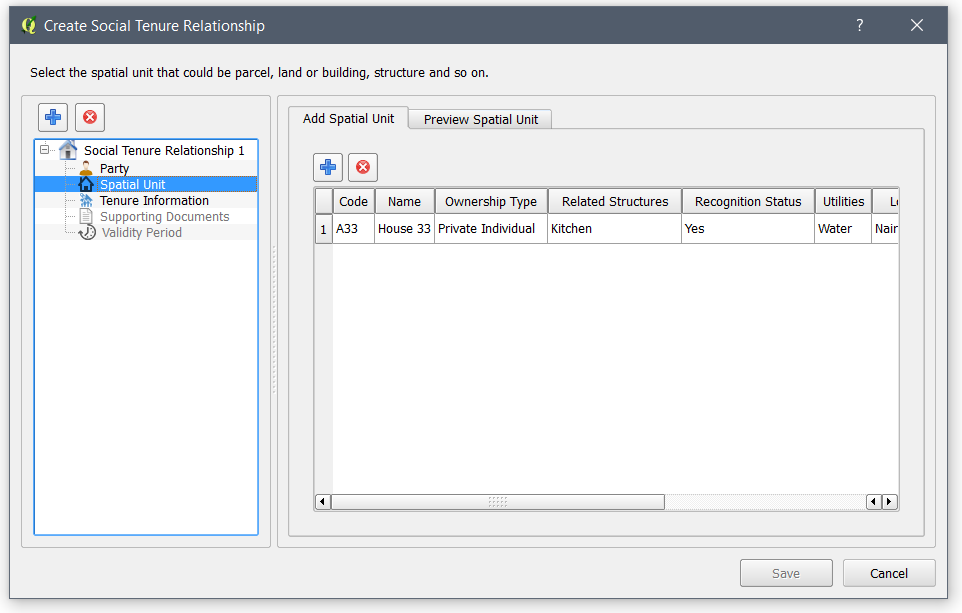 Create Social Tenure Relationship
Select the spatial unit that could be parcel, land or building, structure and so on.
Social Tenure Relationship 1
Party
Spatial Unit
Tenure Information
Supporting Documents
Validity Period
Add Spatial Unit Preview Spatial Unit
Code Name Ownership Type Related Structures Recognition Status Utilities
1 A33 House 33 Private Individual Kitchen Yes Water
Save Cancel